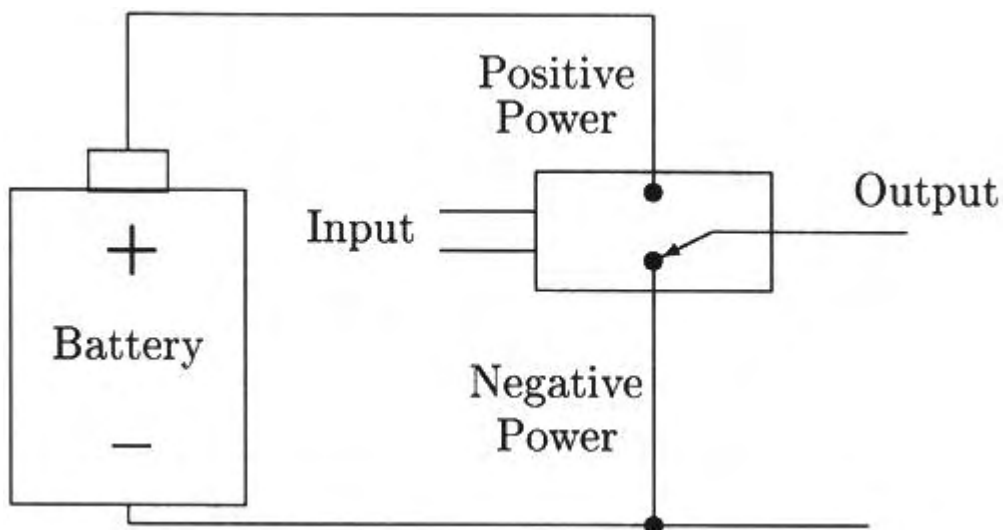 Positive
Power
Input
Output
+
Battery
−
Negative
Power